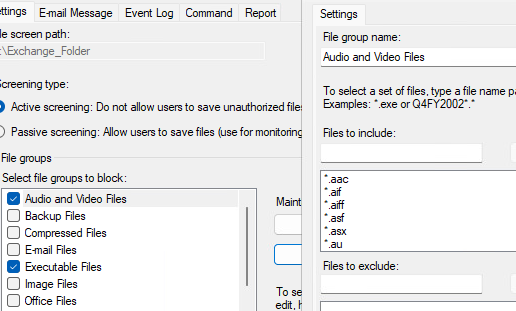 ettings E-mail Message Event Log Command Report
le screen path:
:\Exchange_Folder
Screening type:
Active screening: Do not allow users to save unauthorized files
Passive screening: Allow users to save files (use for monitoring
File groups
Select file groups to block:
Audio and Video Files
Backup Files
Compressed Files
E-mail Files
Executable Files
Image Files
Office Files
Maint
To se
edit, h
Settings
File group name:
Audio and Video Files
To select a set of files, type a file name pa
Examples: *.exe or Q4FY2002*.*
Files to include:
*.aac
*.aif
*.aiff
*.asf
*.asx
*.au
Files to exclude: